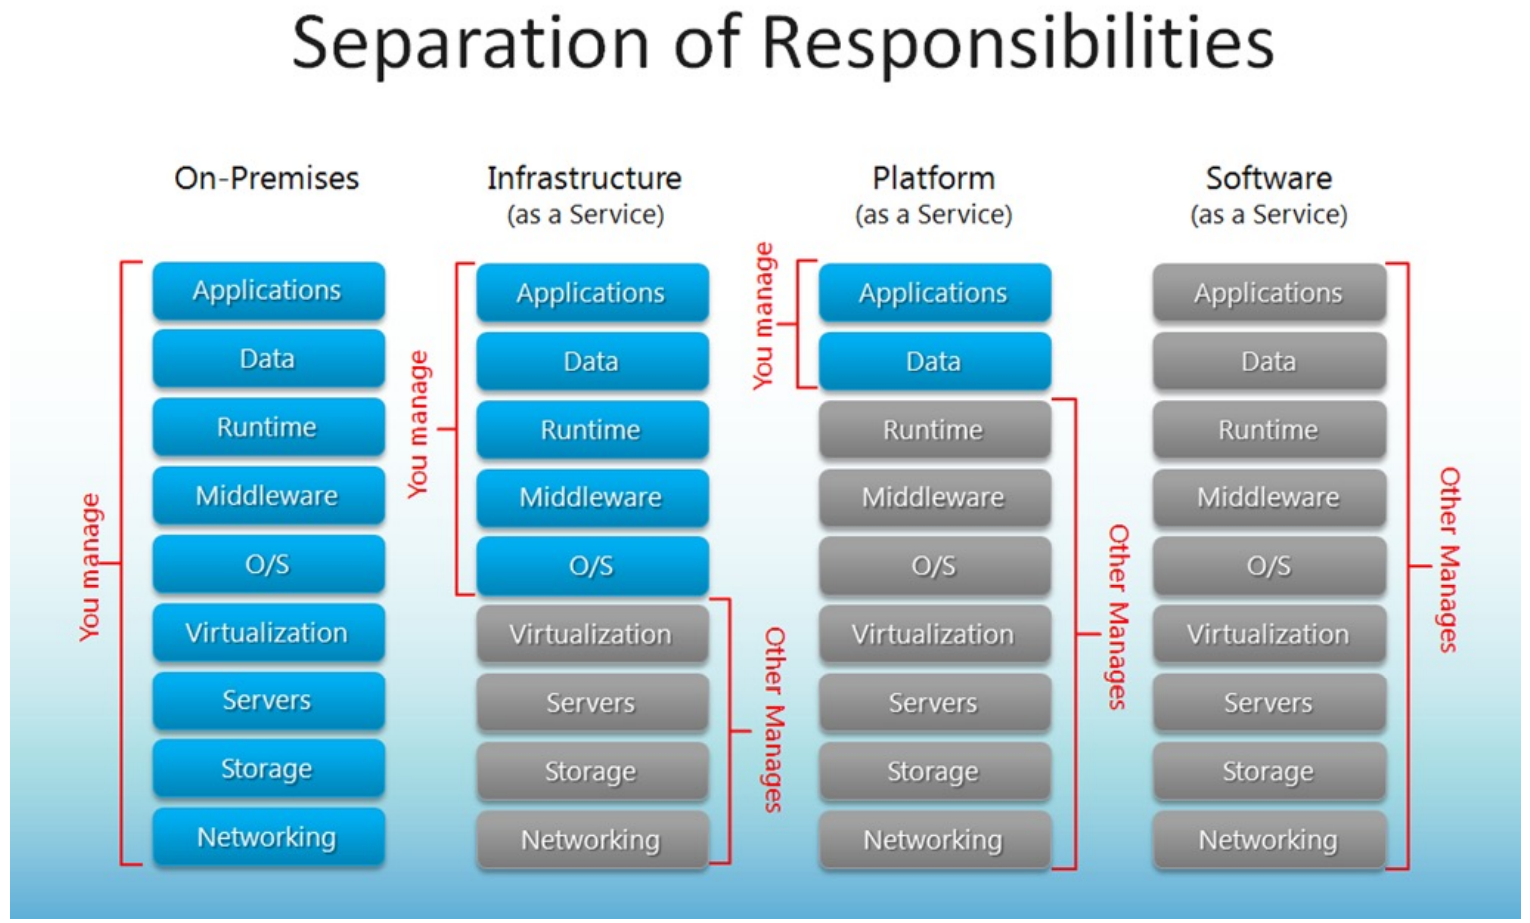 Separation of Responsibilities
On-Premises
Applications
Data
Runtime
Middleware
O/S
Virtualization
Servers
Storage
Networking
You manage
Infrastructure
(as a Service)
Applications
Data
Runtime
Middleware
O/S
Virtualization
Servers
Storage
Networking
You manage
Other Manages
Platform
(as a Service)
Applications
Data
Runtime
Middleware
O/S
Virtualization
Servers
Storage
Networking
You manage
Other Manages
Software
(as a Service)
Applications
Data
Runtime
Middleware
O/S
Virtualization
Servers
Storage
Networking
Other Manages